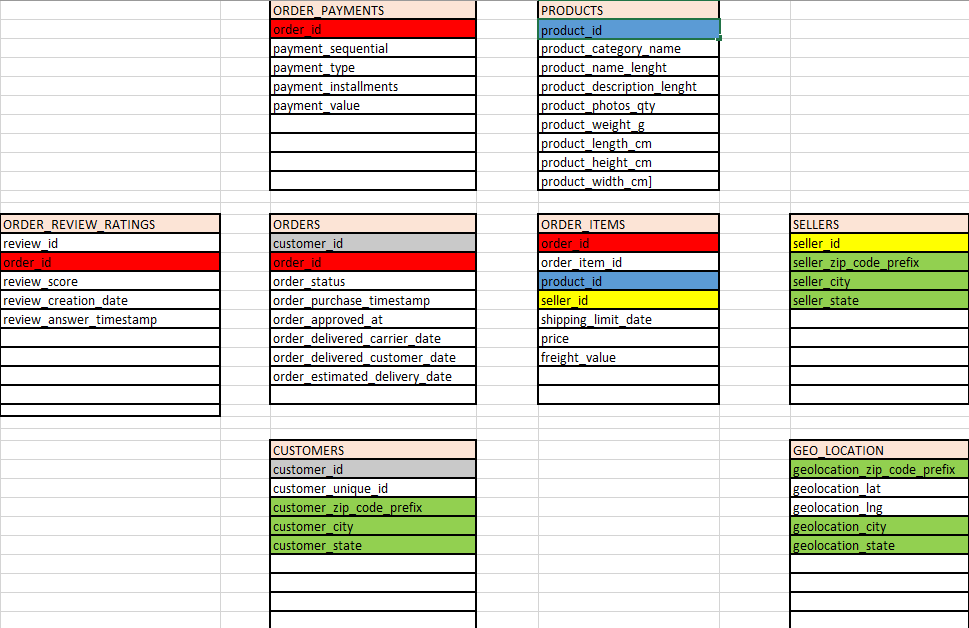 ORDER_PAYMENTS
order_id
payment_sequential
payment_type
payment_installments
payment_value
PRODUCTS
product_id
product_category_name
product_name_lenght
product_description_lenght
product_photos_qty
product_weight_g
product_length_cm
product_height_cm
product_width_cm]
ORDER_REVIEW_RATINGS
review_id
order_id
review_score
review_creation_date
review_answer_timestamp
ORDERS
customer_id
order_id
order_status
order_purchase_timestamp
order_approved_at
order_delivered_carrier_date
order_delivered_customer_date
order_estimated_delivery_date
ORDER_ITEMS
order_id
order_item_id
product_id
seller_id
shipping_limit_date
price
freight_value
SELLERS
seller_id
seller_zip_code_prefix
seller_city
seller_state
CUSTOMERS
customer_id
customer_unique_id
customer_zip_code_prefix
customer_city
customer_state
GEO_LOCATION
geolocation_zip_code_prefix
geolocation_lat
geolocation_lng
geolocation_city
geolocation_state